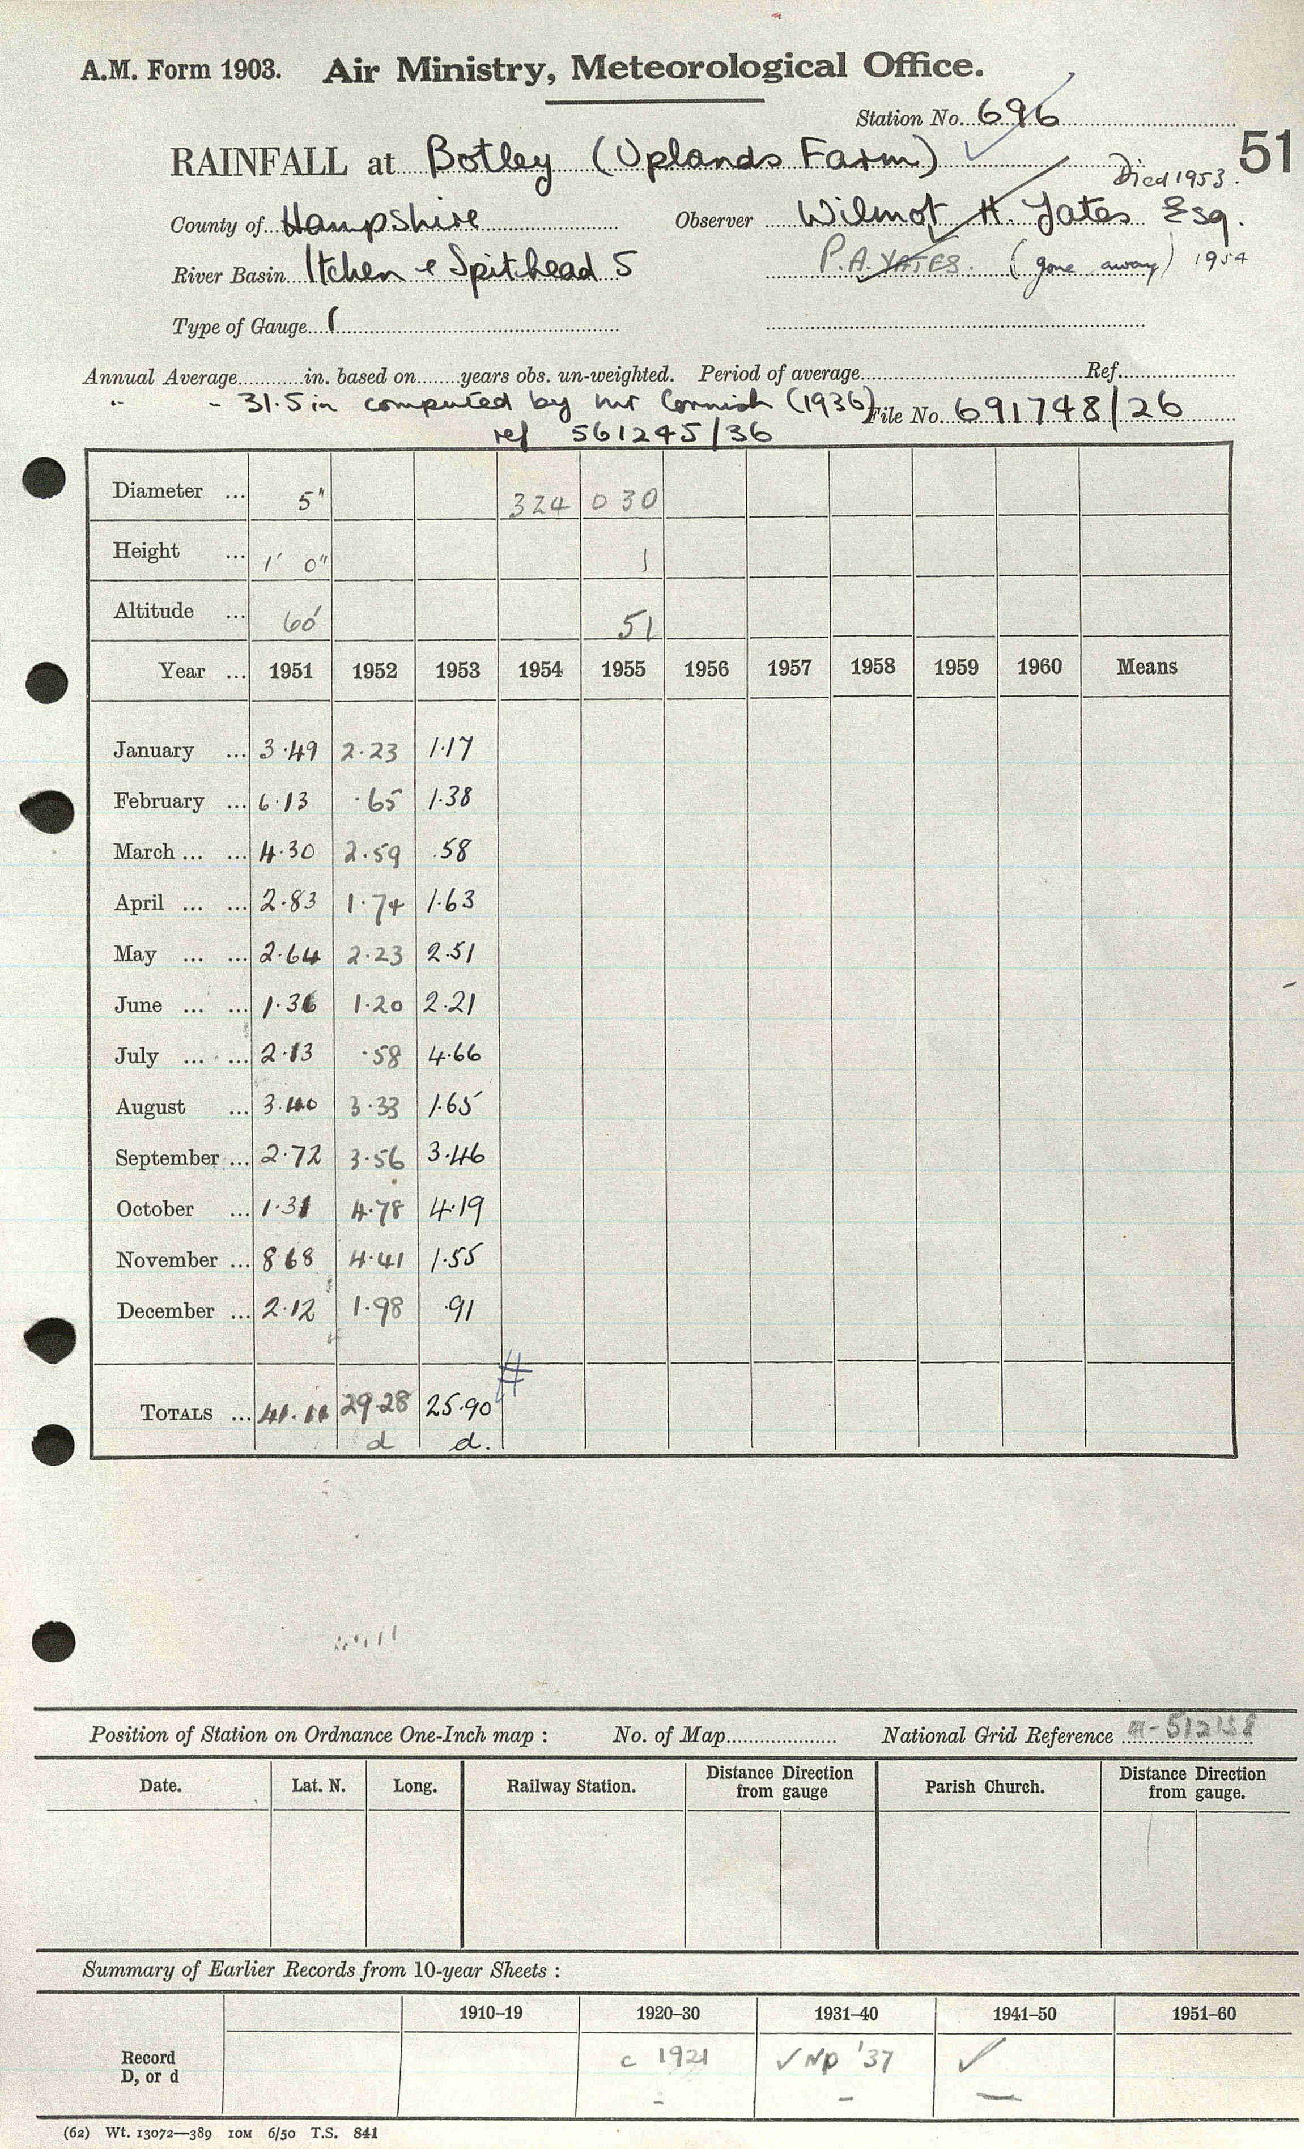 A.M. Form 1903. Air Ministry, Meteorological Office.
Station No. 696
51
RAINFALL at Botley (Uplands Farm)
Died 1953.
County of Hampshire Observer Wilmot H. Yates Esq.
River Basin Itchen & Spithead 5 P.A. YATES. (gone away) 1954
Type of Gauge
Annual Average in. based on years obs. un-weighted. Period of average Ref.
" - 31.5 in computed by Mr Cornish (1936) File No. 691748/26
ref 561245/36
Diameter ... 5" 324 030
Height ... 1' 0" 1
Altitude ... 60' 51
Year ... 1951 1952 1953 1954 1955 1956 1957 1958 1959 1960 Means
January ... 3.49 2.23 1.17
February ... 6.13 .65 1.38
March ... ... 4.30 2.59 .58
April ... ... 2.83 1.74 1.63
May ... ... 2.64 2.23 2.51
June ... ... 1.36 1.20 2.21
July ... ... 2.13 .58 4.66
August ... 3.40 3.33 1.65
September ... 2.72 3.56 3.46
October ... 1.31 4.78 4.19
November ... 8 68 4.41 1.55
December ... 2.12 1.98 .91
TOTALS ... 41.11 29.28 25.90 #
d d.
Position of Station on Ordnance One-Inch map : No. of Map National Grid Reference
Date. Lat. N. Long. Railway Station. Distance Direction from gauge Parish Church. Distance Direction from gauge.
Summary of Earlier Records from 10-year Sheets :
1910–19 1920–30 1931–40 1941–50 1951–60
Record c 1921 ✓ Np '37 ✓
D, or d - - —
(62) Wt. 13072—389 10M 6/50 T.S. 841